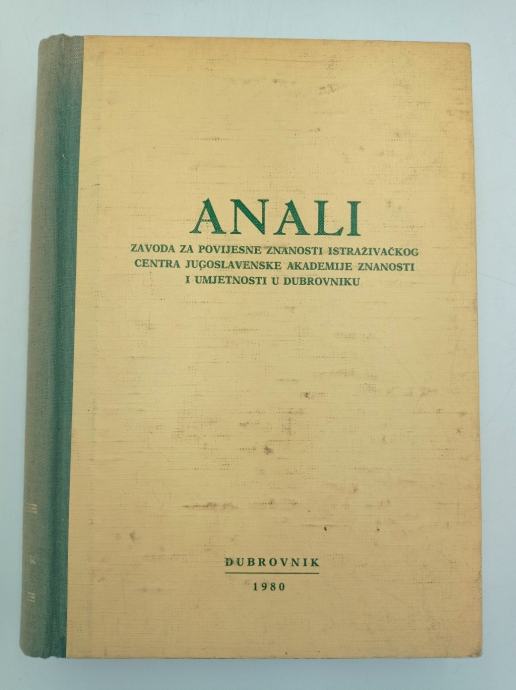 ANALI
ZAVODA ZA POVIJESNE ZNANOSTI ISTRAŽIVAČKOG
CENTRA JUGOSLAVENSKE AKADEMIJE ZNANOSTI
I UMJETNOSTI U DUBROVNIKU
DUBROVNIK
1980